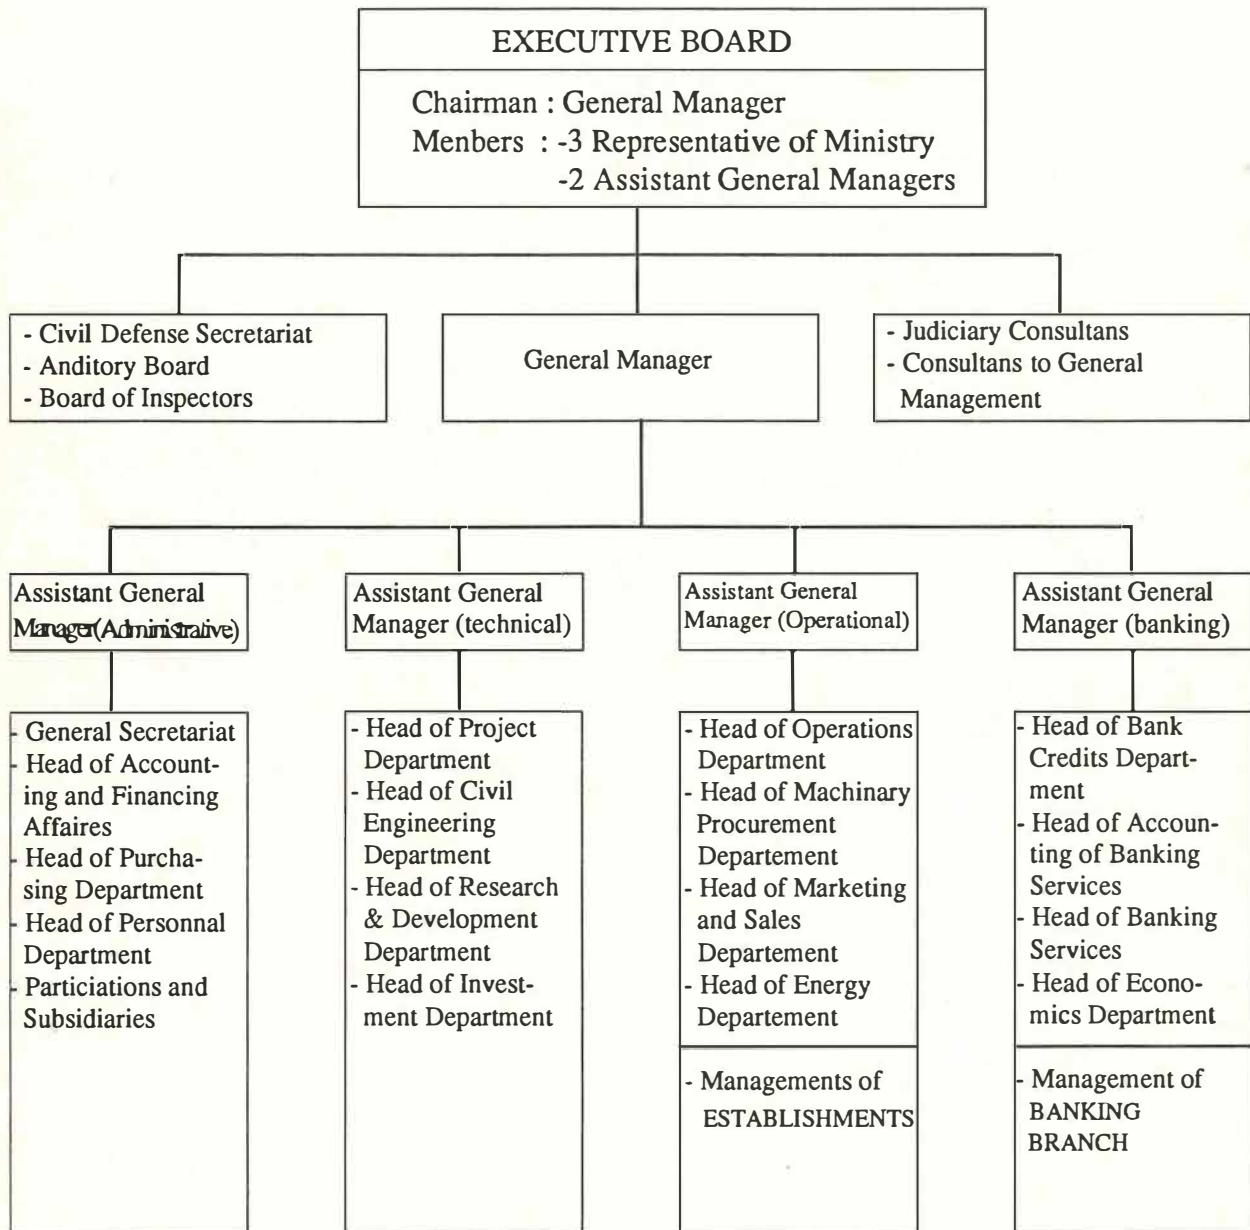 EXECUTIVE BOARD
Chairman : General Manager
Menbers : -3 Representative of Ministry
-2 Assistant General Managers
- Civil Defense Secretariat
- Anditory Board
- Board of Inspectors
General Manager
- Judiciary Consultans
- Consultans to General
Management
Assistant General
Manager(Administrative)
Assistant General
Manager (technical)
Assistant General
Manager (Operational)
Assistant General
Manager (banking)
- General Secretariat
- Head of Account-
ing and Financing
Affaires
- Head of Purcha-
sing Department
- Head of Personnal
Department
- Particiations and
Subsidiaries
- Head of Project
Department
- Head of Civil
Engineering
Department
- Head of Research
& Development
Department
- Head of Invest-
ment Department
- Head of Operations
Department
- Head of Machinary
Procurement
Departement
- Head of Marketing
and Sales
Departement
- Head of Energy
Departement
- Managements of
ESTABLISHMENTS
- Head of Bank
Credits Depart-
ment
- Head of Accoun-
ting of Banking
Services
- Head of Banking
Services
- Head of Econo-
mics Department
- Management of
BANKING
BRANCH